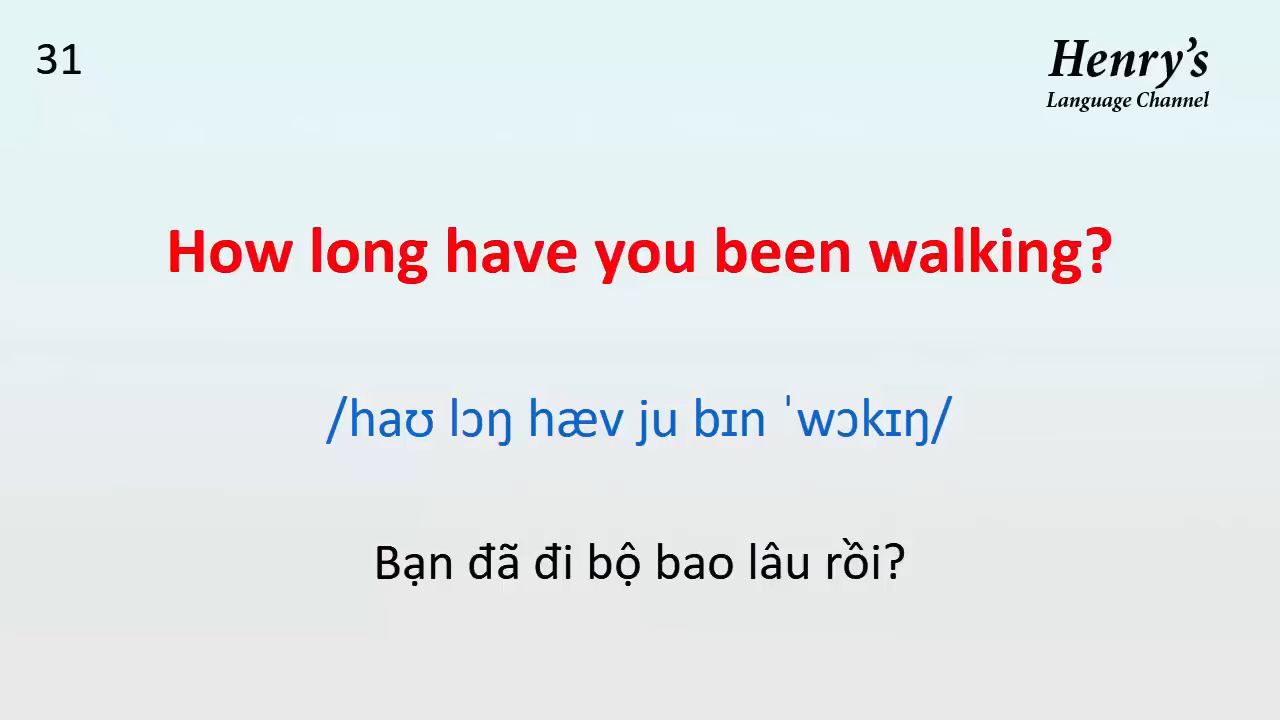 31
Henry's
Language Channel
How long have you been walking?
/haʊ lɔŋ hæv ju bɪn ˈwɔkɪŋ/
Bạn đã đi bộ bao lâu rồi?